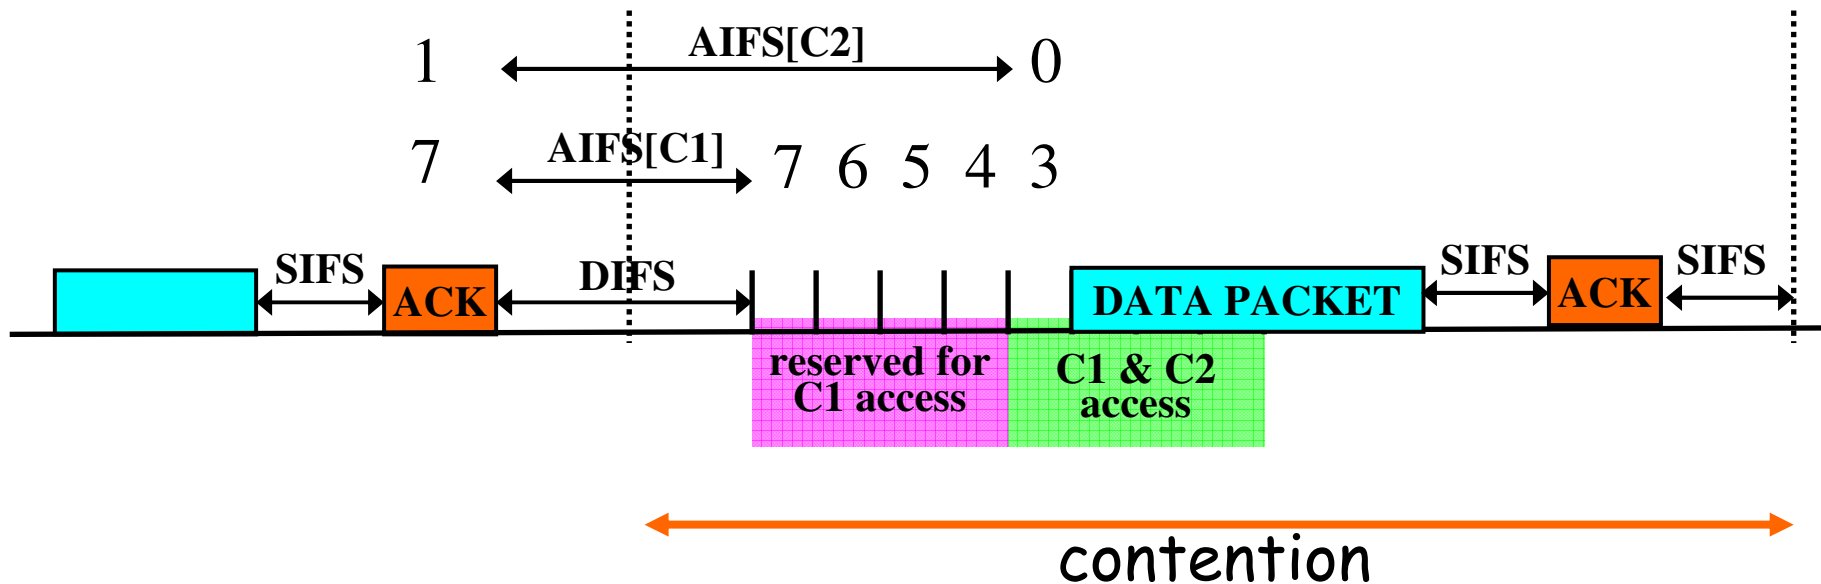 1 AIFS[C2] 0
7 AIFS[C1] 7 6 5 4 3
SIFS ACK DIFS DATA PACKET SIFS ACK SIFS
reserved for C1 & C2
C1 access access
contention